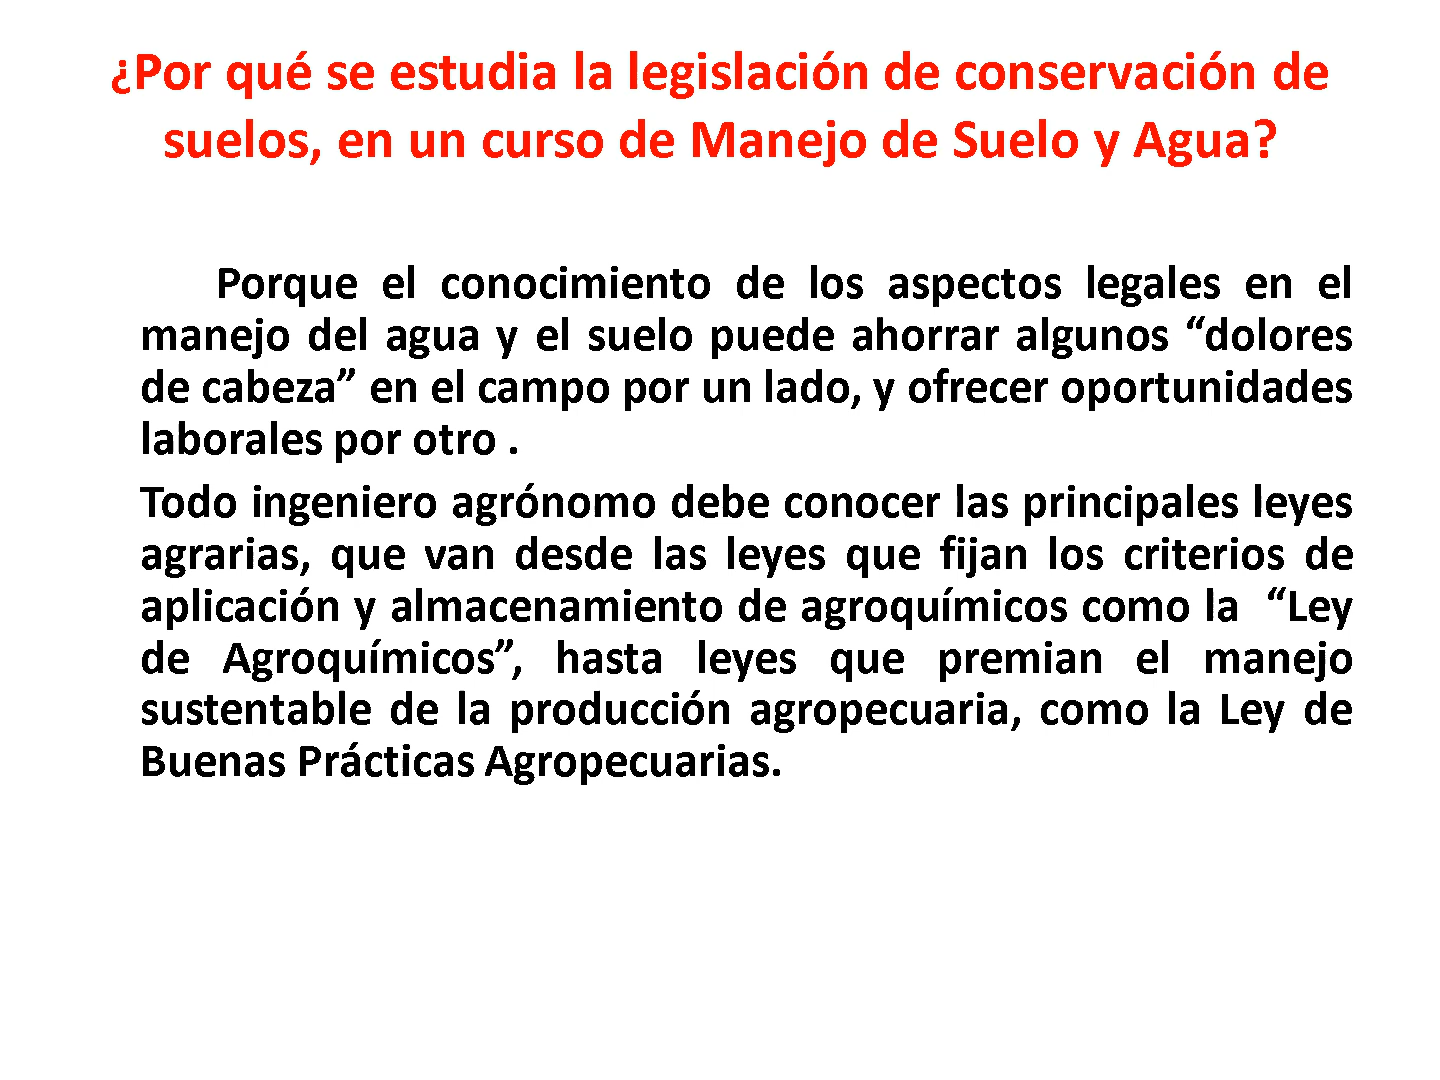 ¿Por qué se estudia la legislación de conservación de
suelos, en un curso de Manejo de Suelo y Agua?
Porque el conocimiento de los aspectos legales en el
manejo del agua y el suelo puede ahorrar algunos “dolores
de cabeza” en el campo por un lado, y ofrecer oportunidades
laborales por otro .
Todo ingeniero agrónomo debe conocer las principales leyes
agrarias, que van desde las leyes que fijan los criterios de
aplicación y almacenamiento de agroquímicos como la “Ley
de Agroquímicos”, hasta leyes que premian el manejo
sustentable de la producción agropecuaria, como la Ley de
Buenas Prácticas Agropecuarias.